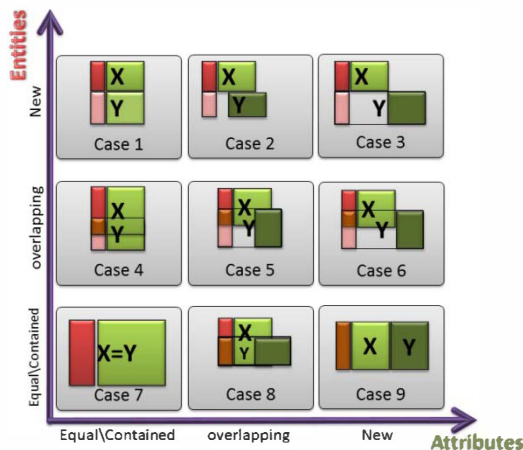 Entities
New
X
Y
Case 1
X
Y
Case 2
X
Y
Case 3
overlapping
X
Y
Case 4
X
Y
Case 5
X
Y
Case 6
Equal\Contained
X=Y
Case 7
X
Y
Case 8
X Y
Case 9
Equal\Contained overlapping New
Attributes